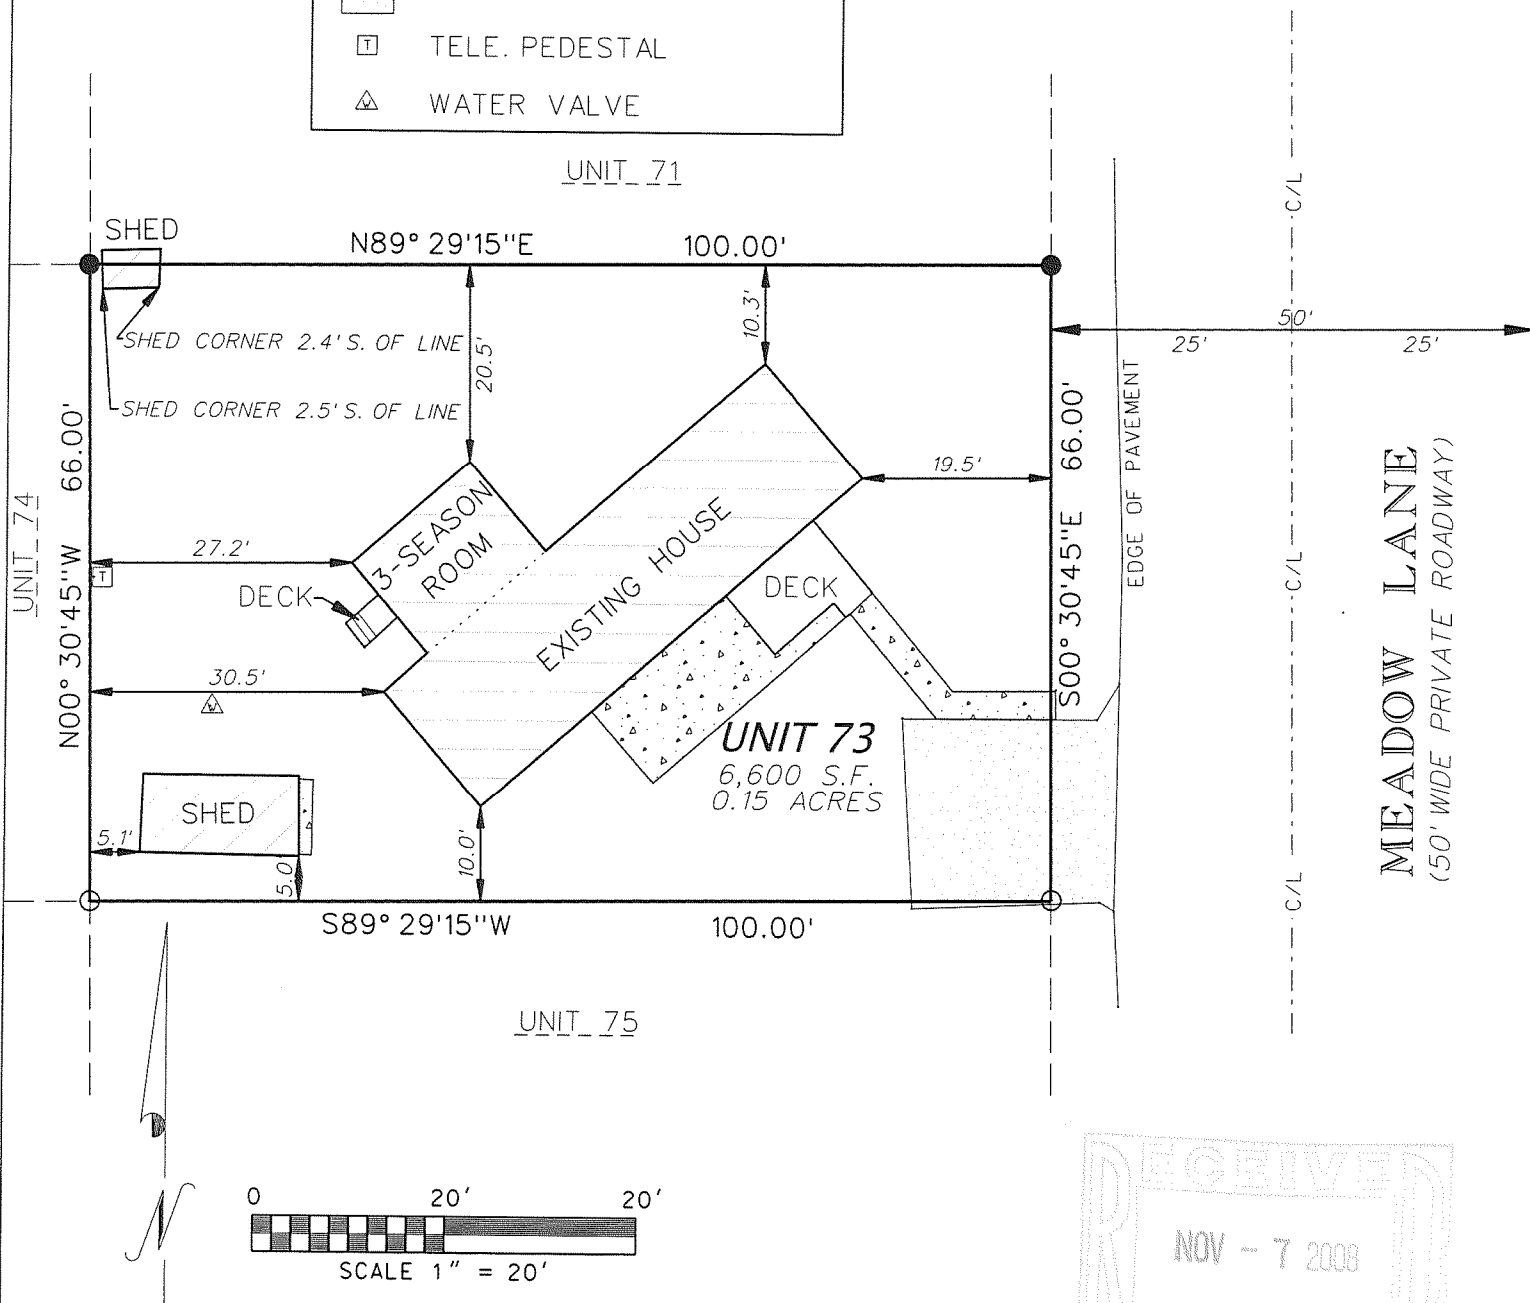 T TELE. PEDESTAL
W WATER VALVE
UNIT 71
SHED
N89° 29'15"E 100.00'
C/L
50'
25' 25'
SHED CORNER 2.4' S. OF LINE
SHED CORNER 2.5' S. OF LINE
20.5'
10.3'
19.5'
EDGE OF PAVEMENT
S00° 30'45"E 66.00'
N00° 30'45"W 66.00'
UNIT 74
27.2'
T
3-SEASON
ROOM
DECK
EXISTING HOUSE
DECK
C/L
MEADOW LANE
(50' WIDE PRIVATE ROADWAY)
30.5'
W
UNIT 73
6,600 S.F.
0.15 ACRES
SHED
5.1'
5.0
10.0'
C/L
S89° 29'15"W 100.00'
UNIT 75
N
0 20' 20'
SCALE 1" = 20'
RECEIVED
NOV - 7 2008